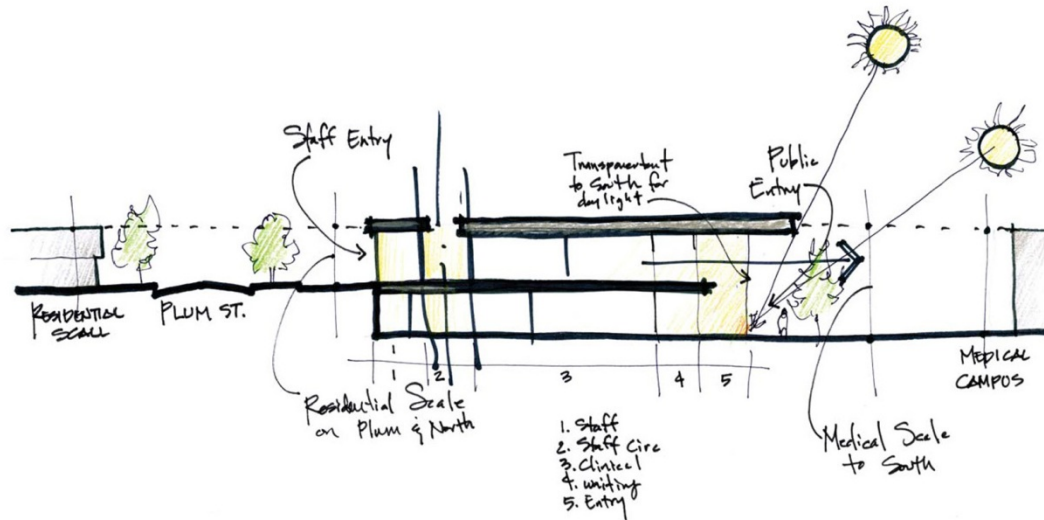 Staff Entry
Transparent
to South for
daylight
Public
Entry
RESIDENTIAL
SCALE
PLUM ST.
1
2
3
4
5
MEDICAL
CAMPUS
Residential Scale
on Plum & North
1. Staff
2. Staff Circ
3. Clinical
4. Waiting
5. Entry
Medical Scale
to South